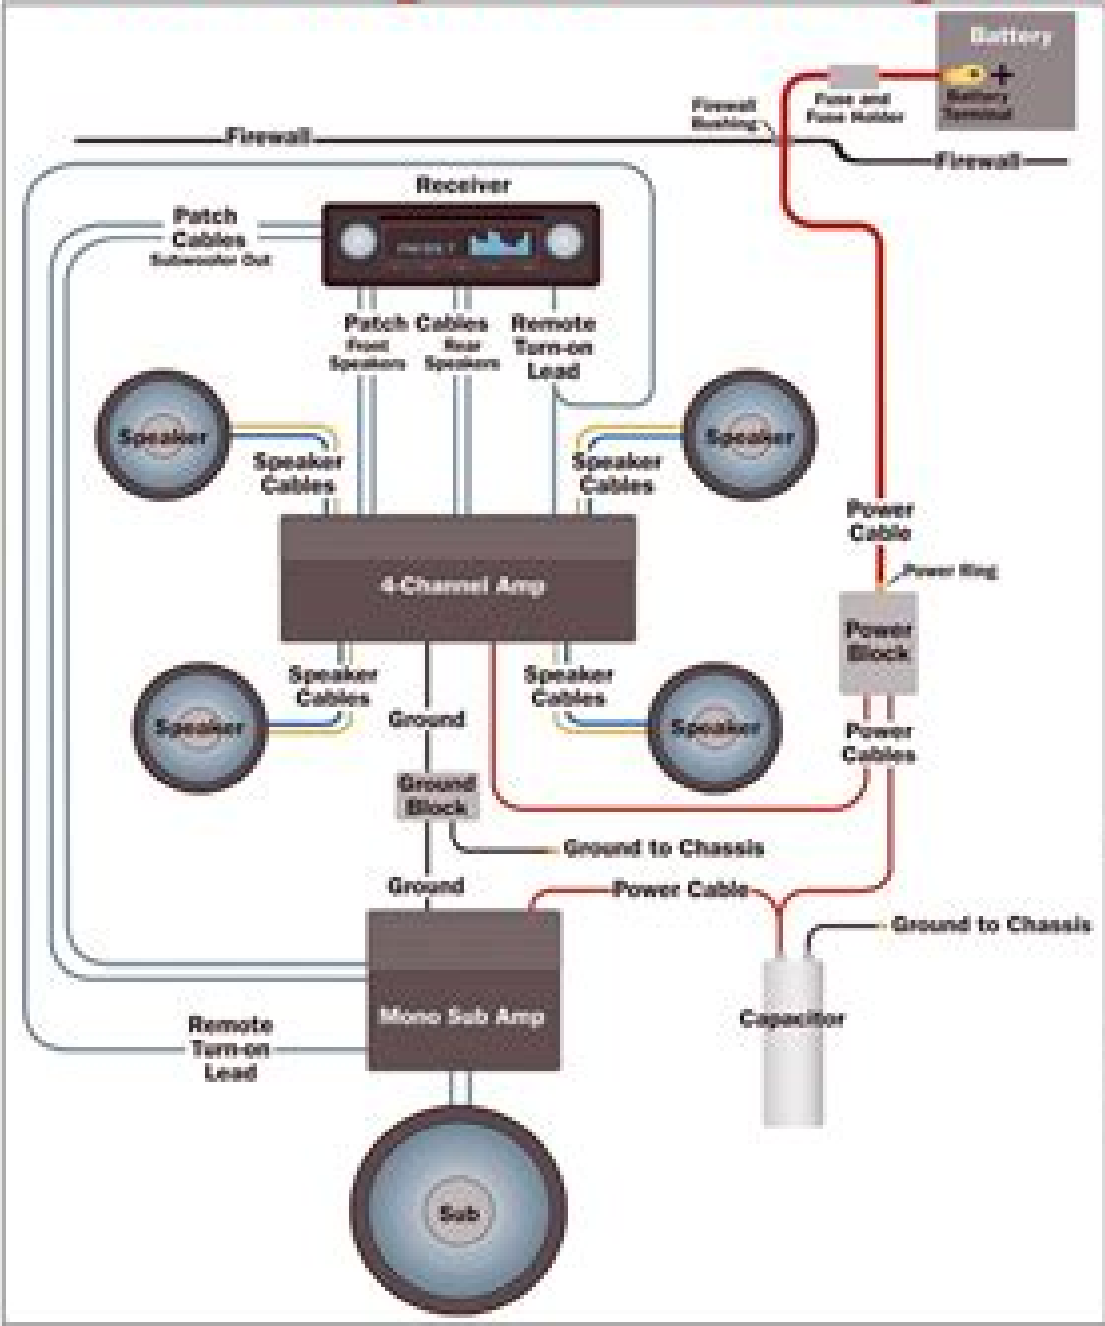 Battery
Battery
Terminal
Fuse and
Fuse Holder
Firewall
Bushing
Firewall
Firewall
Receiver
Patch
Cables
Subwoofer Out
Patch Cables
Front
Speakers
Rear
Speakers
Remote
Turn-on
Lead
Speaker
Speaker
Speaker
Cables
Speaker
Cables
Power
Cable
Power Ring
4-Channel Amp
Power
Block
Speaker
Cables
Speaker
Cables
Speaker
Speaker
Ground
Power
Cables
Ground
Block
Ground to Chassis
Ground
Power Cable
Ground to Chassis
Mono Sub Amp
Capacitor
Remote
Turn-on
Lead
Sub